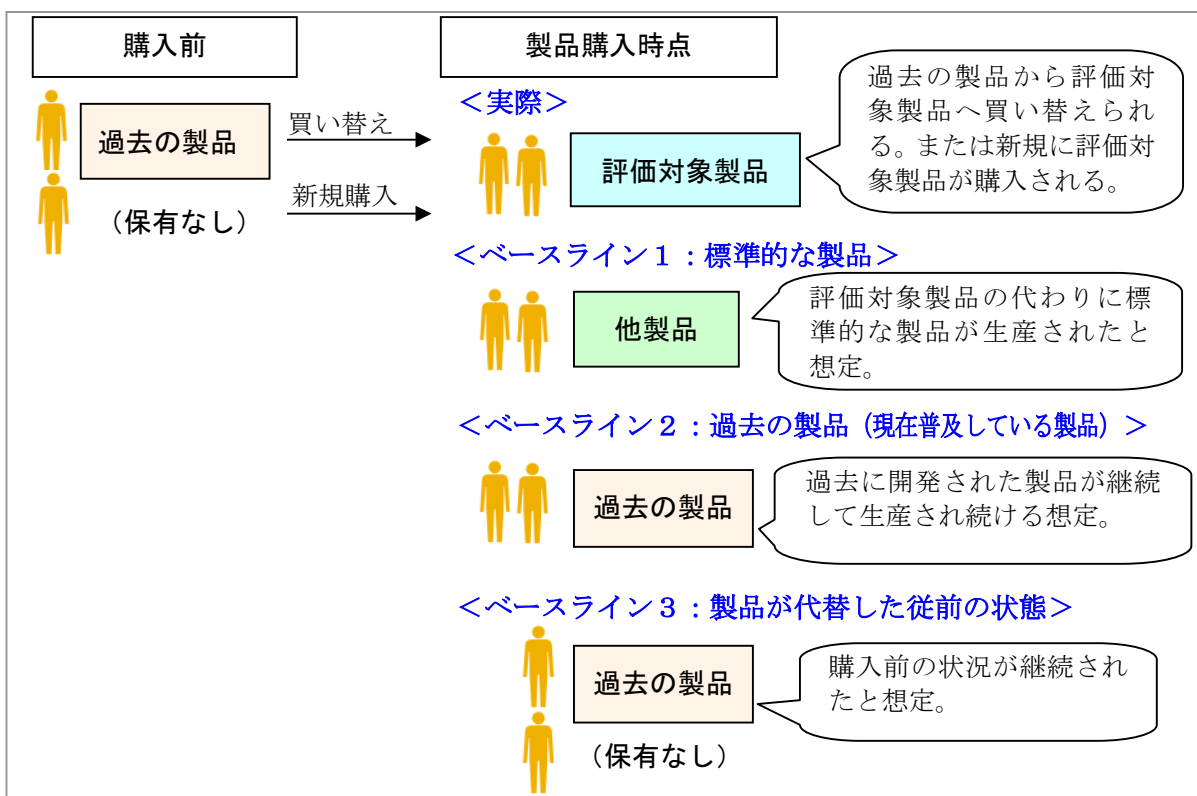 購入前
製品購入時点
過去の製品
（保有なし）
買い替え
新規購入
＜実際＞
評価対象製品
過去の製品から評価対
象製品へ買い替えられ
る。または新規に評価対
象製品が購入される。
＜ベースライン１：標準的な製品＞
他製品
評価対象製品の代わりに標
準的な製品が生産されたと
想定。
＜ベースライン２：過去の製品（現在普及している製品）＞
過去の製品
過去に開発された製品が継続
して生産され続ける想定。
＜ベースライン３：製品が代替した従前の状態＞
過去の製品
（保有なし）
購入前の状況が継続され
たと想定。